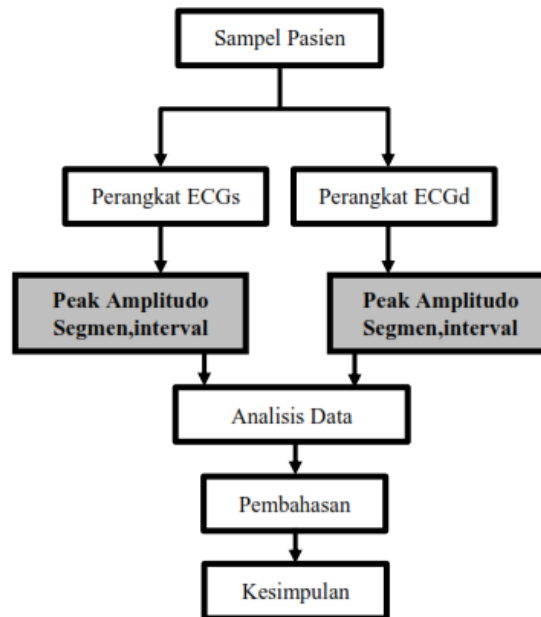 Sampel Pasien
Perangkat ECGs
Perangkat ECGd
Peak Amplitudo
Segmen,interval
Peak Amplitudo
Segmen,interval
Analisis Data
Pembahasan
Kesimpulan